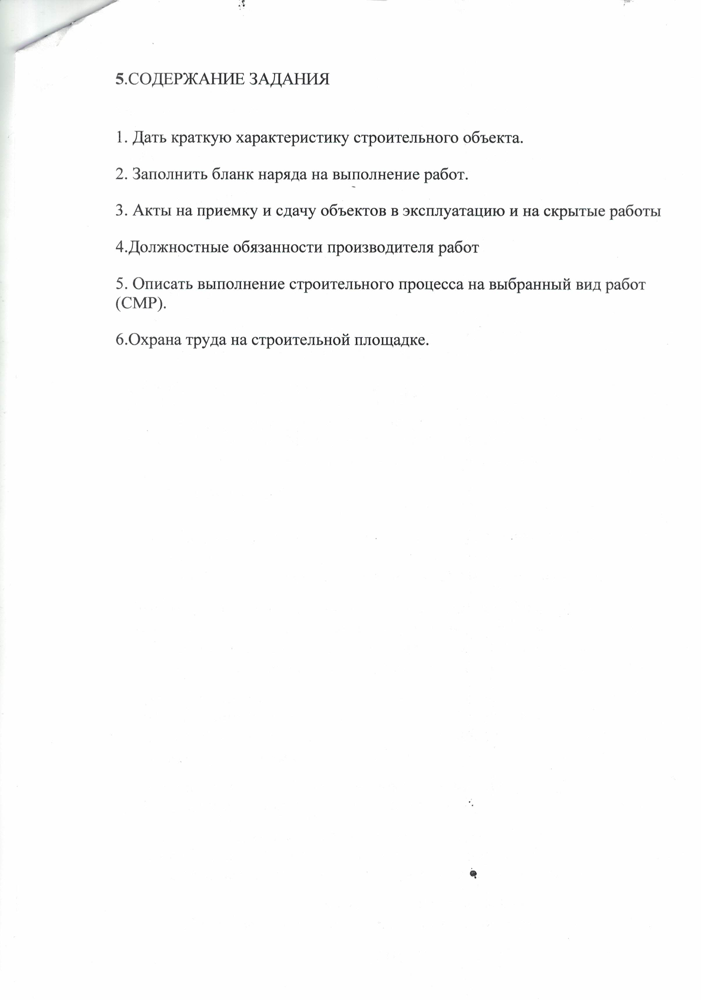 5.СОДЕРЖАНИЕ ЗАДАНИЯ
1. Дать краткую характеристику строительного объекта.
2. Заполнить бланк наряда на выполнение работ.
3. Акты на приемку и сдачу объектов в эксплуатацию и на скрытые работы
4.Должностные обязанности производителя работ
5. Описать выполнение строительного процесса на выбранный вид работ
(СМР).
6.Охрана труда на строительной площадке.